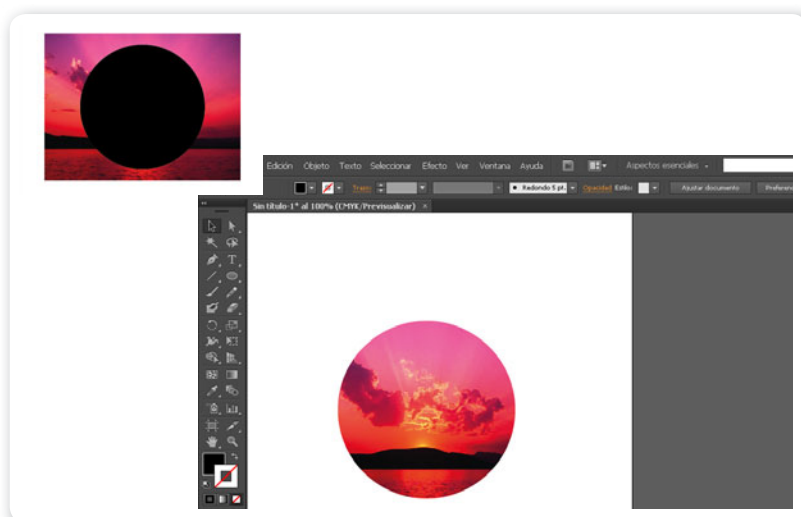 Edición Objeto Texto Seleccionar Efecto Ver Ventana Ayuda Aspectos esenciales
Trazo: Redondo 5 pt. Opacidad Estilo: Ajustar documento Preferen
Sin título-1* al 100% (CMYK/Previsualizar) ×